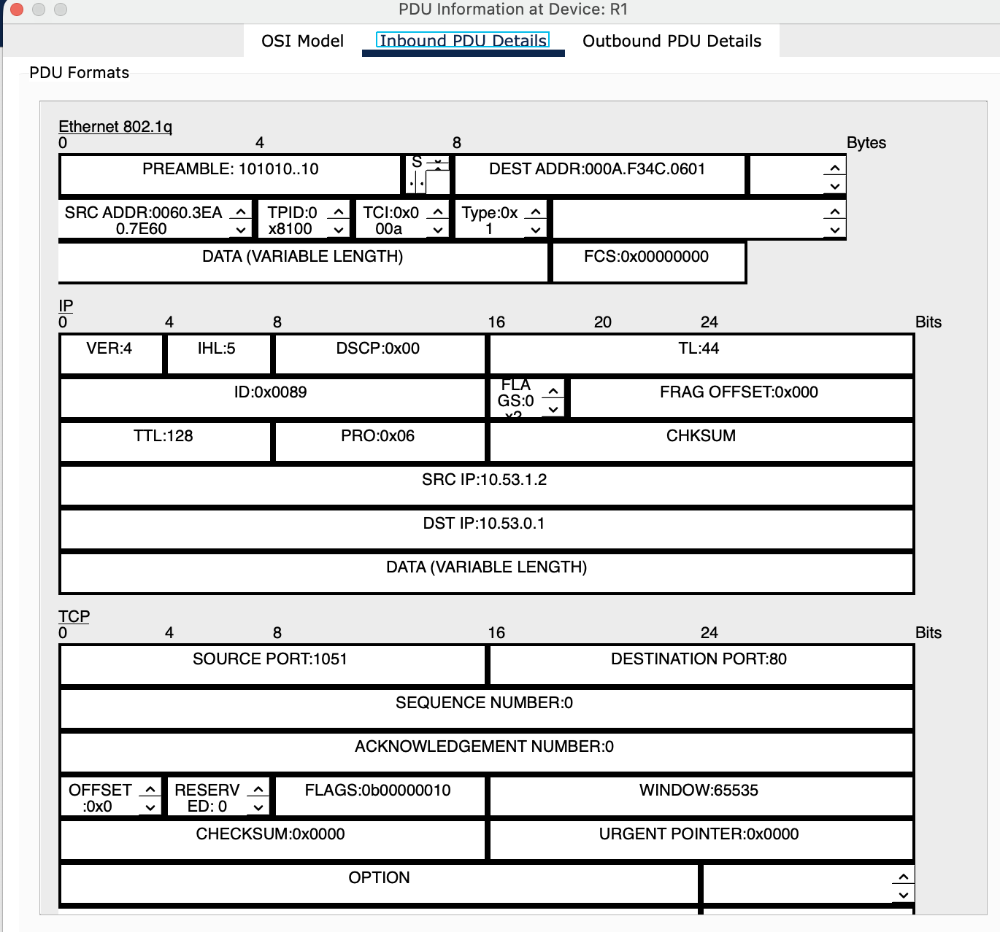 PDU Information at Device: R1
OSI Model
Inbound PDU Details
Outbound PDU Details
PDU Formats
Ethernet 802.1q
0 4 8 Bytes
PREAMBLE: 101010..10
S
DEST ADDR:000A.F34C.0601
SRC ADDR:0060.3EA
0.7E60
TPID:0
x8100
TCI:0x0
00a
Type:0x
1
DATA (VARIABLE LENGTH)
FCS:0x00000000
IP
0 4 8 16 20 24 Bits
VER:4
IHL:5
DSCP:0x00
TL:44
ID:0x0089
FLA
GS:0
x2
FRAG OFFSET:0x000
TTL:128
PRO:0x06
CHKSUM
SRC IP:10.53.1.2
DST IP:10.53.0.1
DATA (VARIABLE LENGTH)
TCP
0 4 8 16 24 Bits
SOURCE PORT:1051
DESTINATION PORT:80
SEQUENCE NUMBER:0
ACKNOWLEDGEMENT NUMBER:0
OFFSET
:0x0
RESERV
ED: 0
FLAGS:0b00000010
WINDOW:65535
CHECKSUM:0x0000
URGENT POINTER:0x0000
OPTION